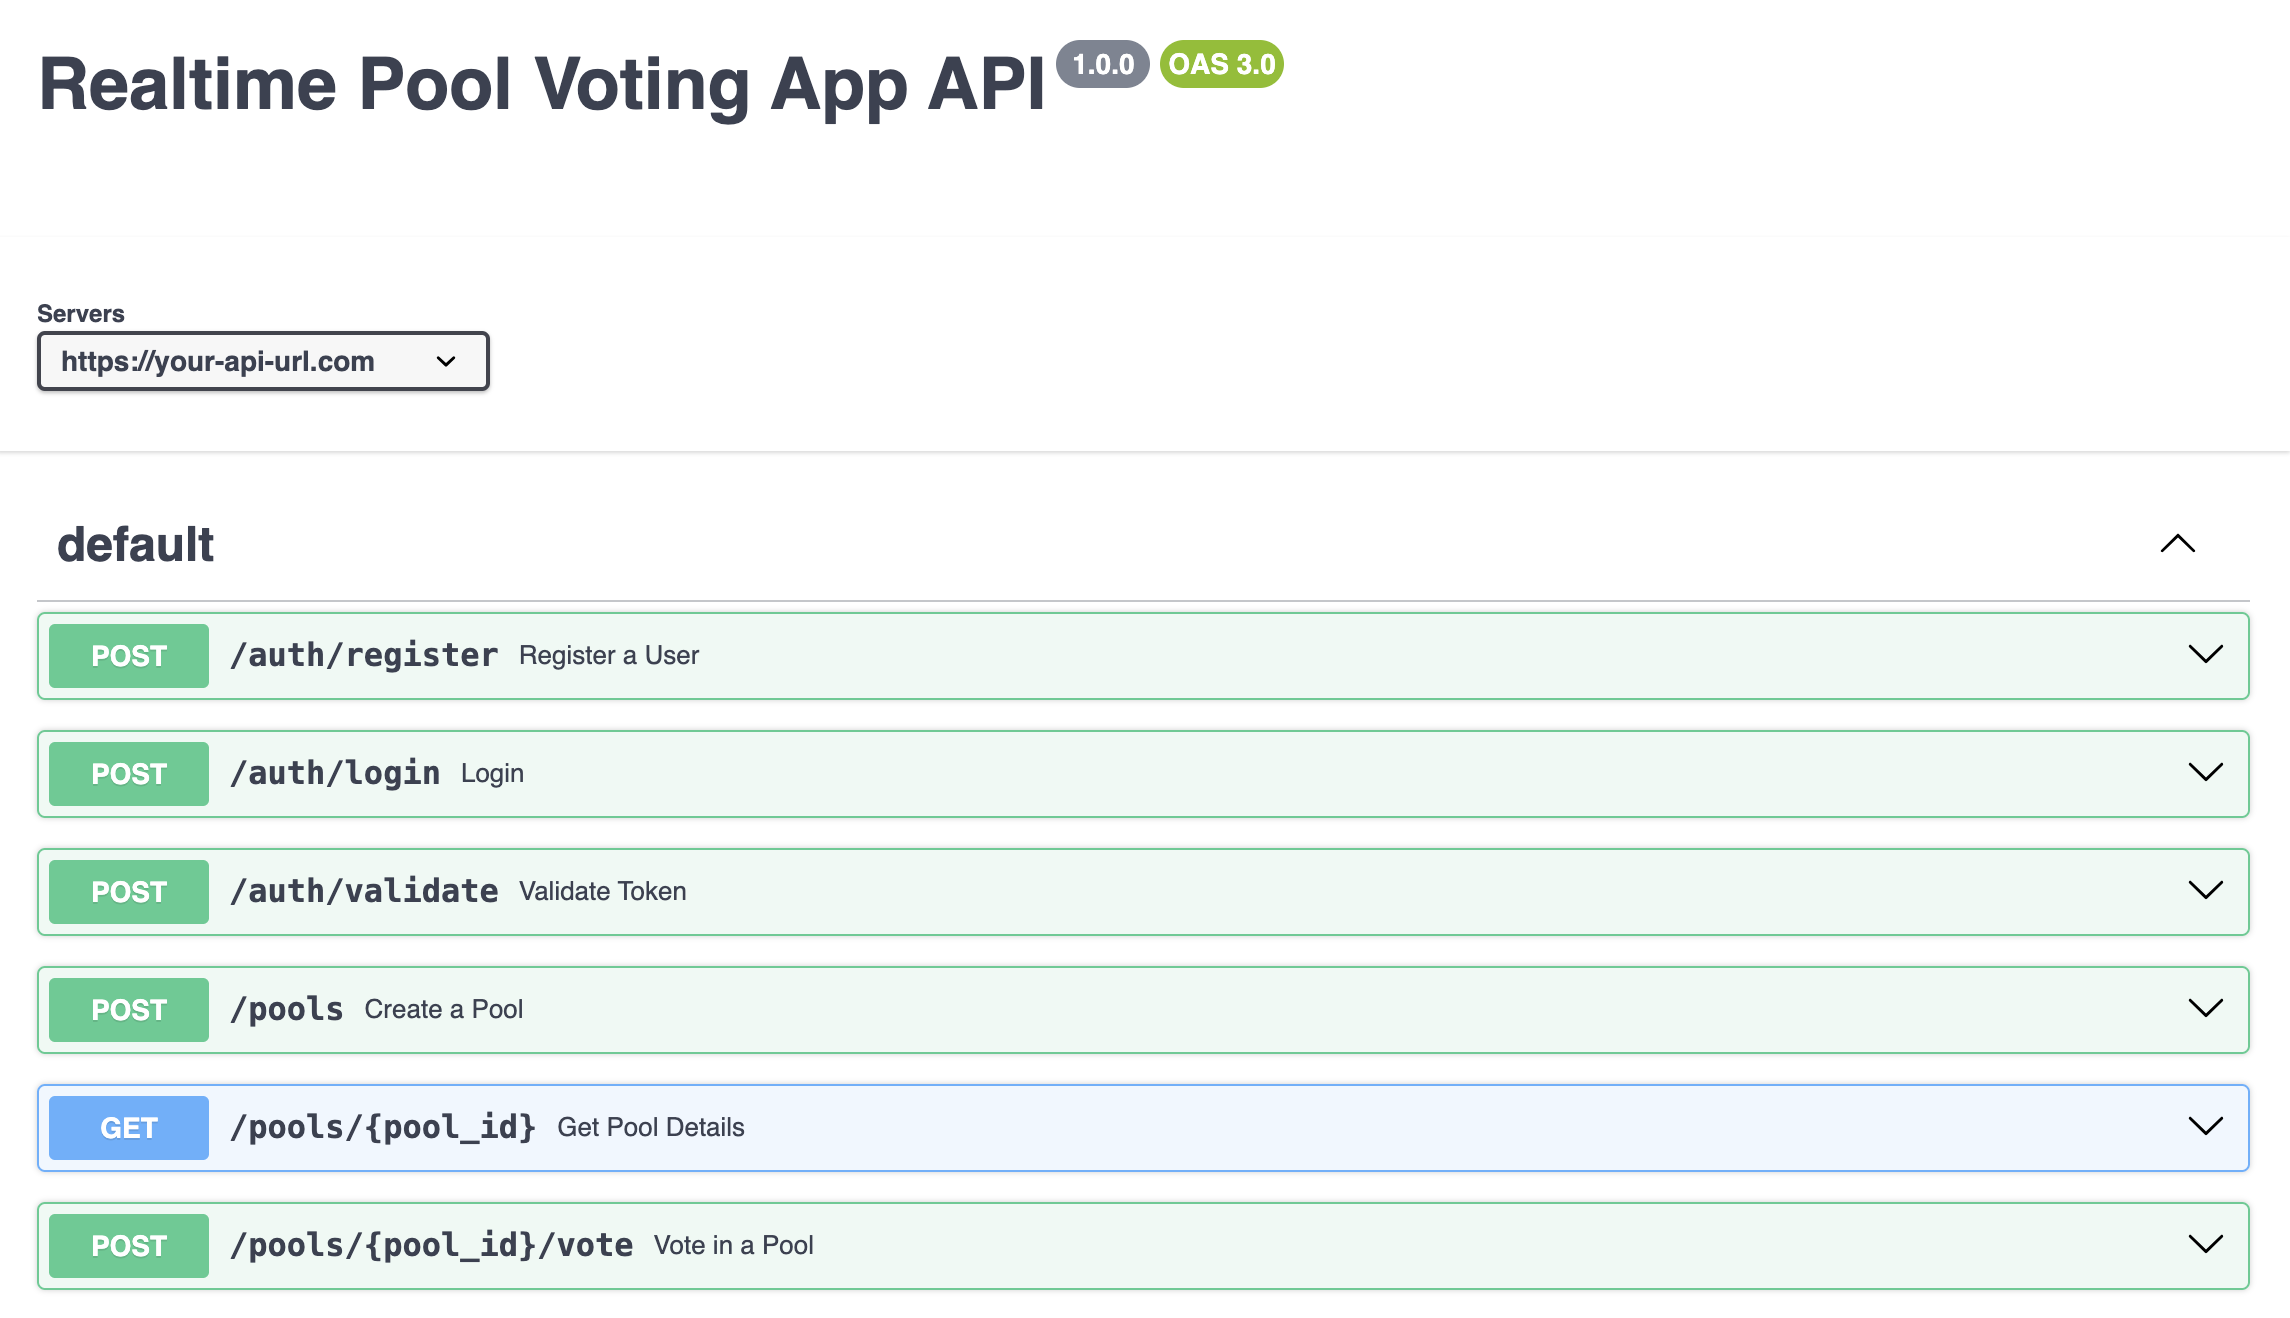 Realtime Pool Voting App API 1.0.0 OAS 3.0
Servers
https://your-api-url.com
default
POST /auth/register Register a User
POST /auth/login Login
POST /auth/validate Validate Token
POST /pools Create a Pool
GET /pools/{pool_id} Get Pool Details
POST /pools/{pool_id}/vote Vote in a Pool